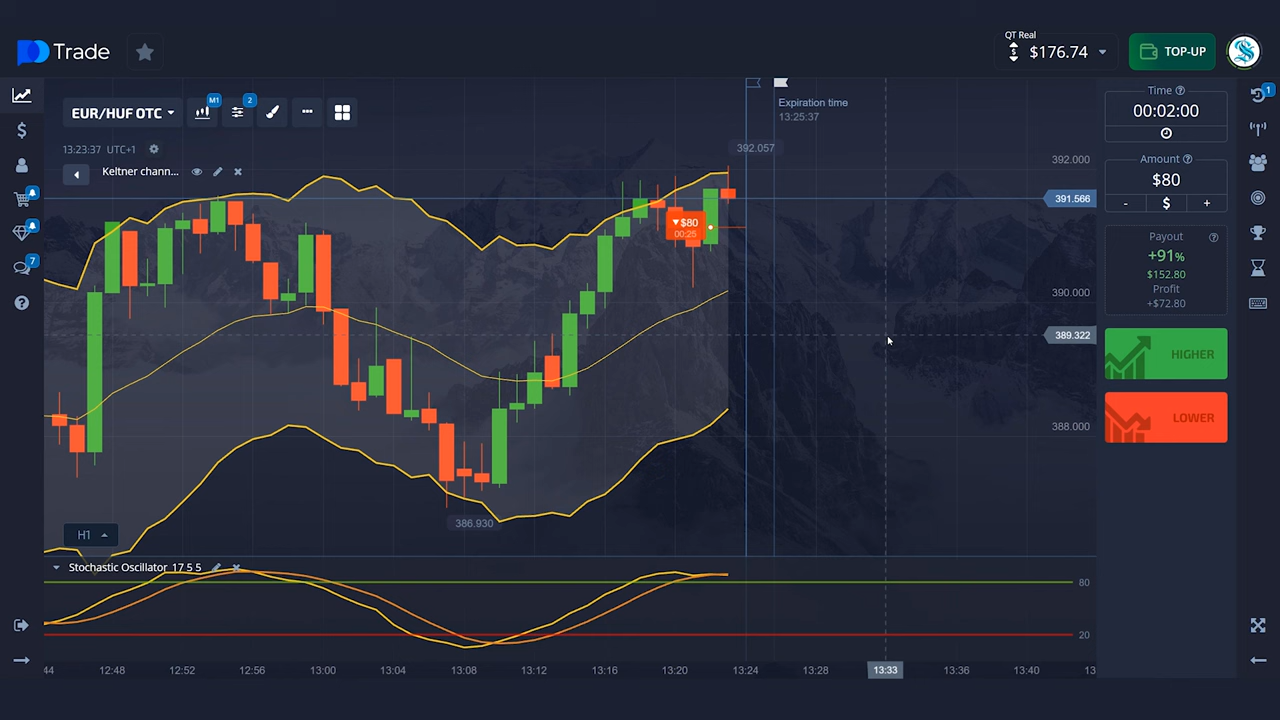 Trade
QT Real
$176.74
TOP-UP
EUR/HUF OTC
M1
2
13:23:37 UTC+1
Keltner chann...
Expiration time
13:25:37
392.057
392.000
391.566
390.000
389.322
388.000
386.930
$80
00:25
H1
Stochastic Oscillator 17 5 5
80
20
44
12:48
12:52
12:56
13:00
13:04
13:08
13:12
13:16
13:20
13:24
13:28
13:33
13:36
13:40
13
7
Time
00:02:00
Amount
$80
- $ +
Payout
+91%
$152.80
Profit
+$72.80
HIGHER
LOWER
1